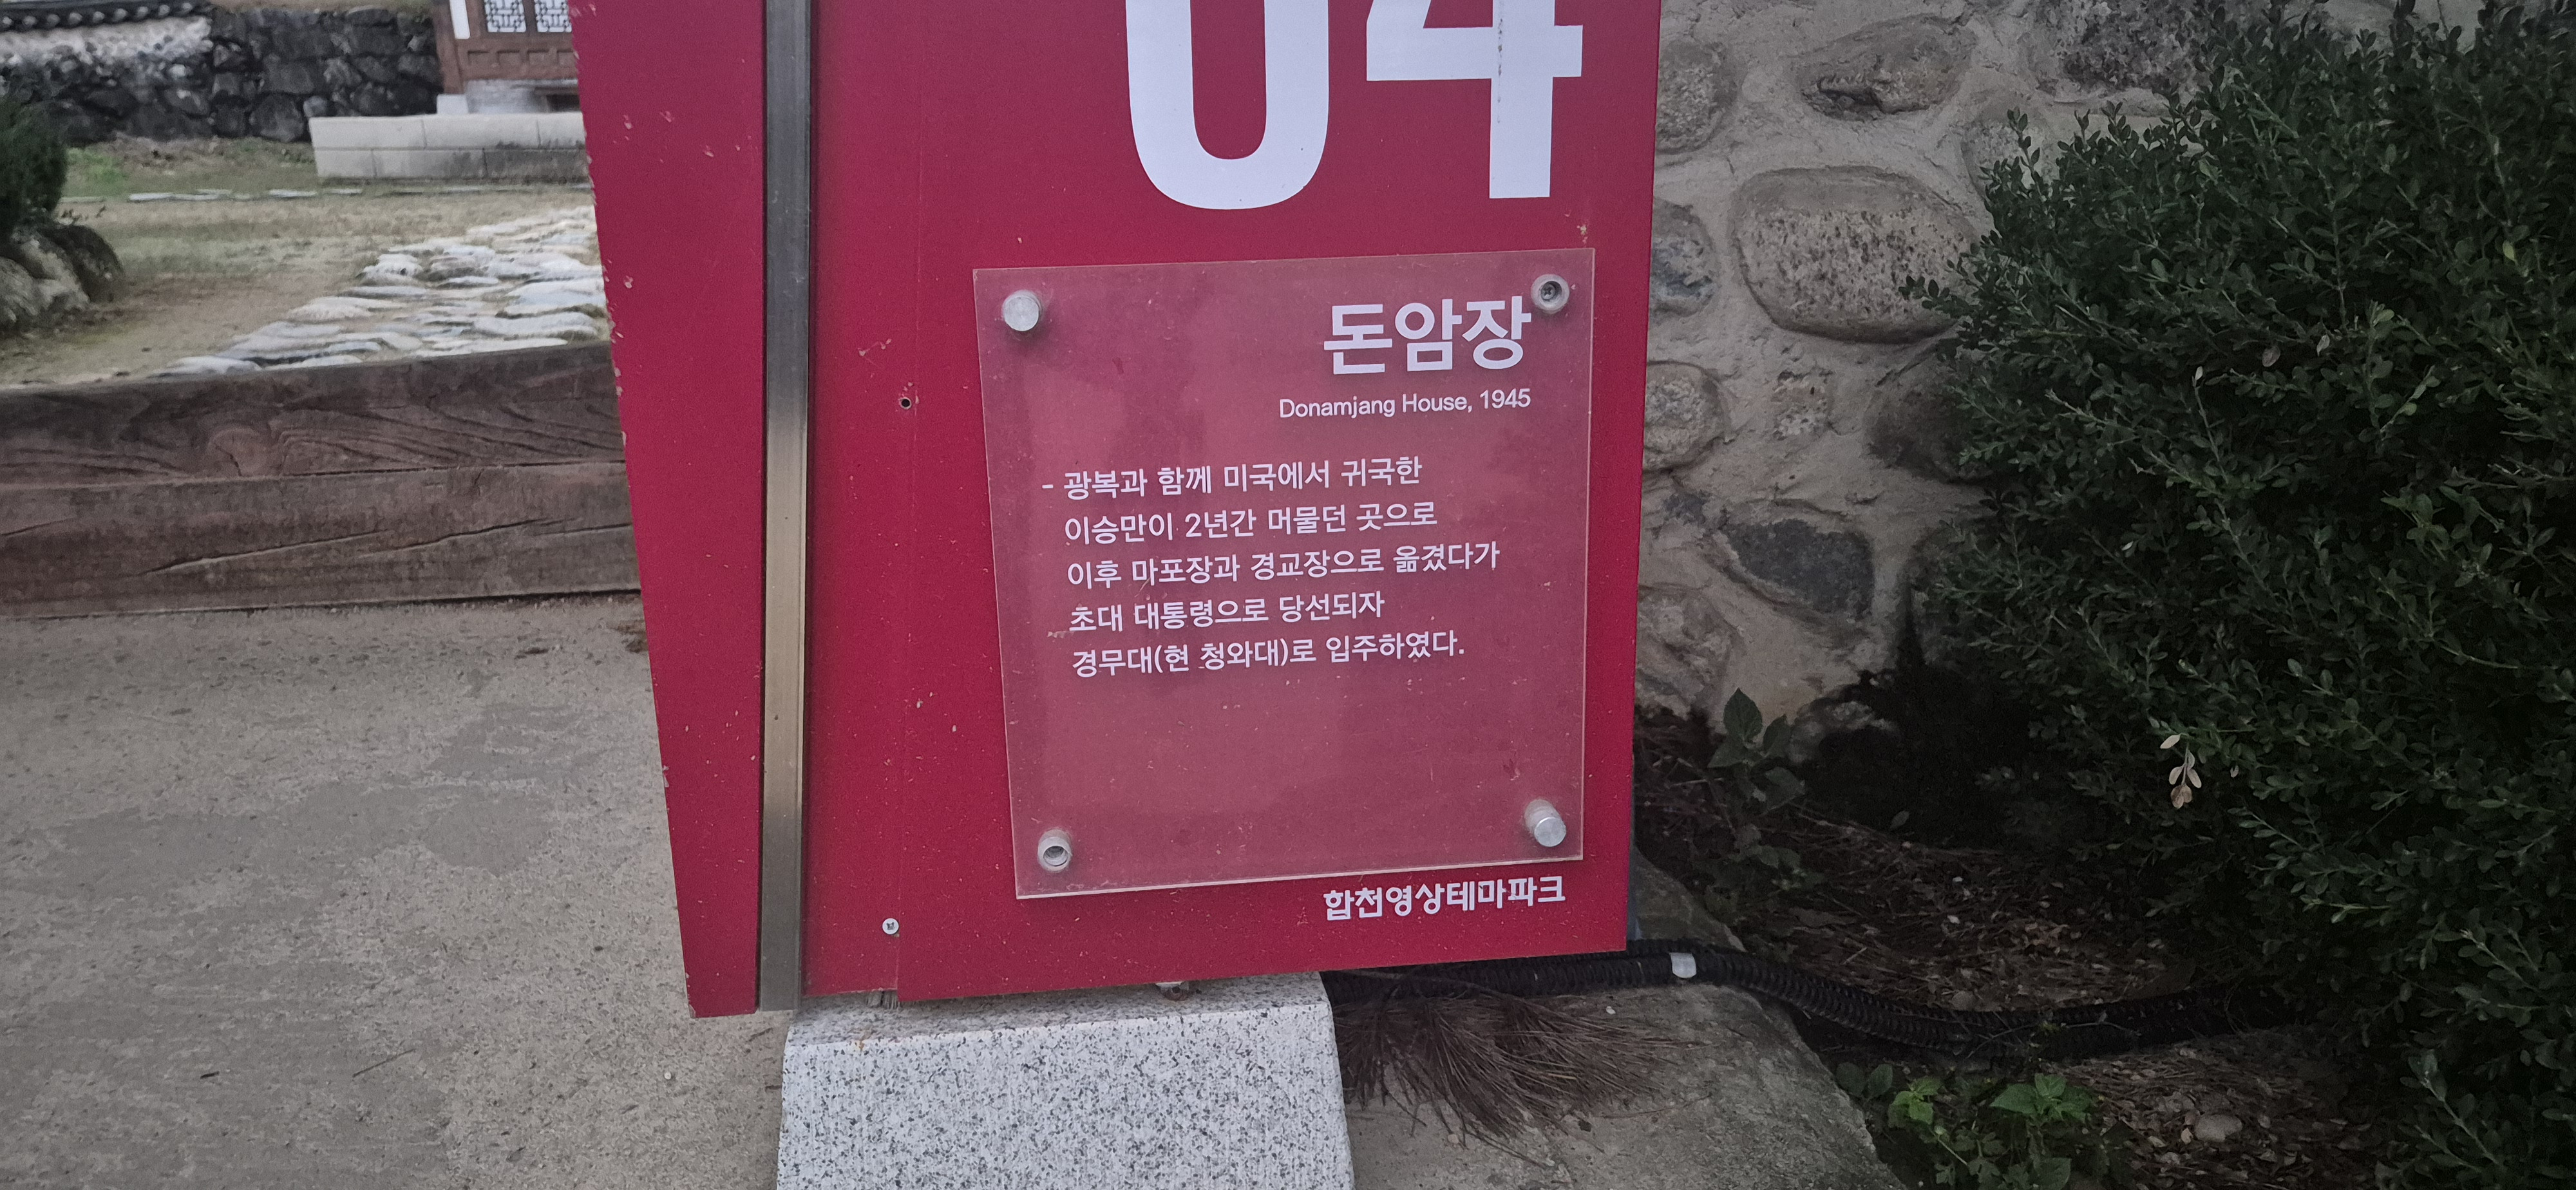 04
돈암장
Donamjang House, 1945
- 광복과 함께 미국에서 귀국한
이승만이 2년간 머물던 곳으로
이후 마포장과 경교장으로 옮겼다가
초대 대통령으로 당선되자
경무대(현 청와대)로 입주하였다.
합천영상테마파크